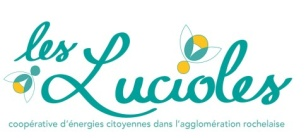 les
Lucioles
coopérative d'énergies citoyennes dans l'agglomération rochelaise